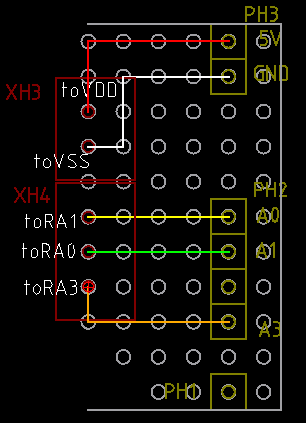 PH3
5V
GND
XH3
toVDD
toVSS
XH4
PH2
toRA1
A0
toRA0
A1
toRA3
A3
PH1